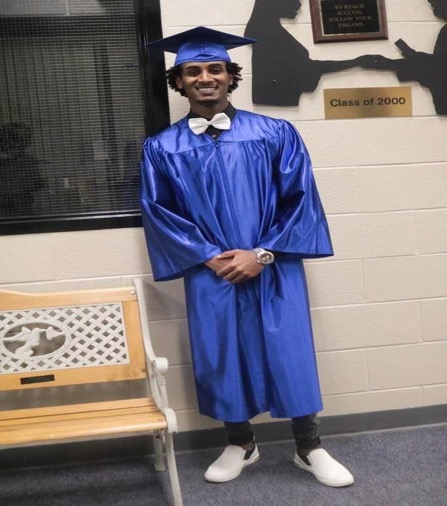 TO REACH
SUCCESS,
FOLLOW YOUR
DREAMS
Class of 2000